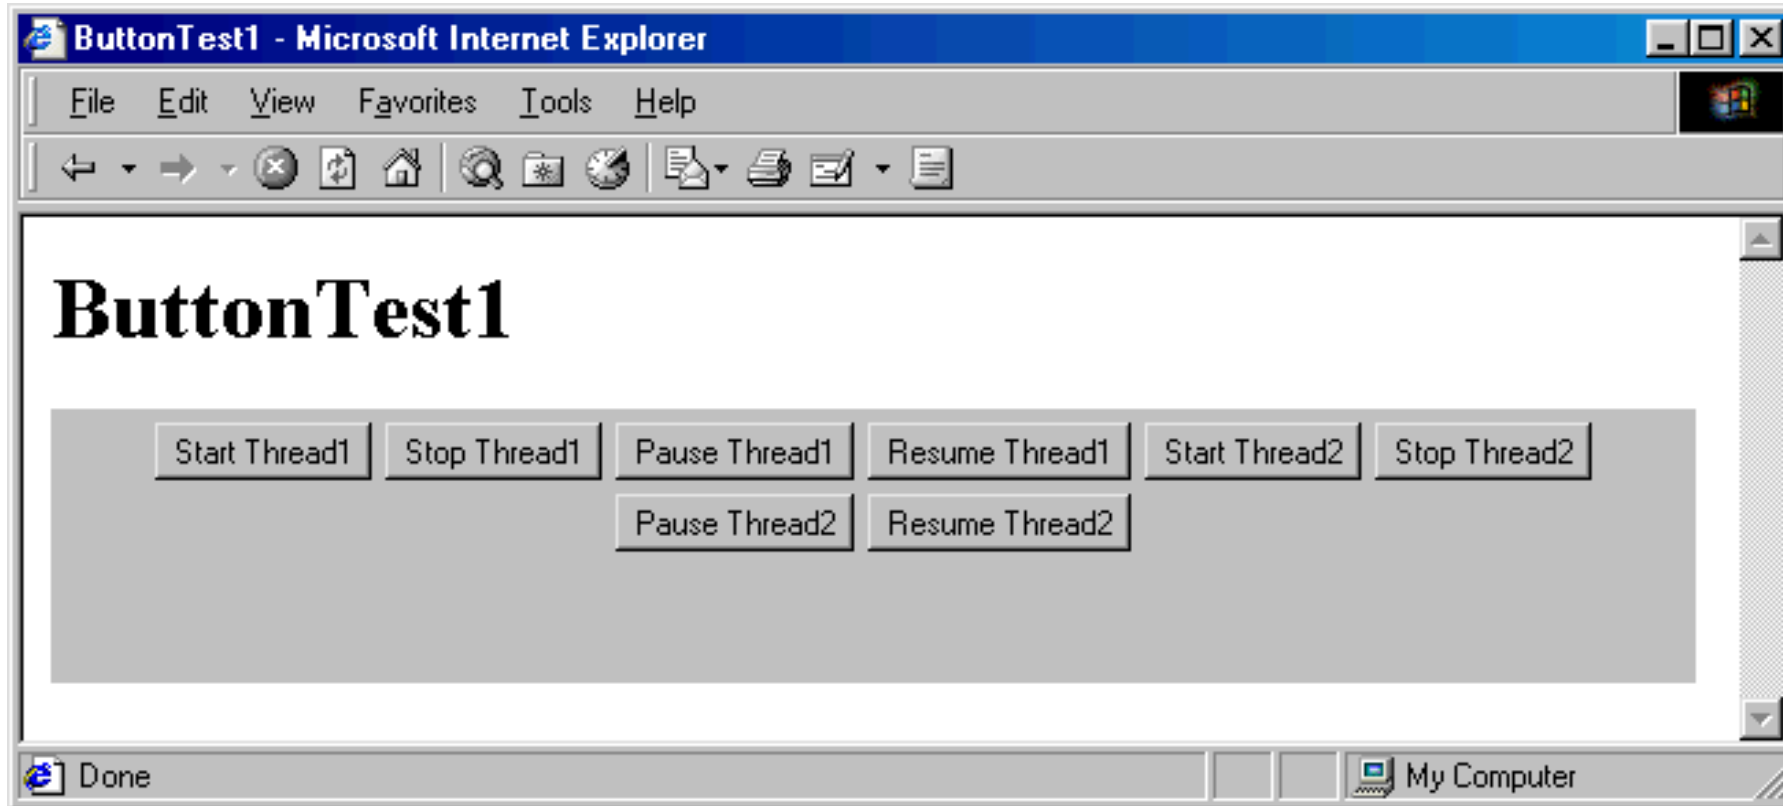 ButtonTest1 - Microsoft Internet Explorer
File Edit View Favorites Tools Help
ButtonTest1
Start Thread1 Stop Thread1 Pause Thread1 Resume Thread1 Start Thread2 Stop Thread2
Pause Thread2 Resume Thread2
Done My Computer